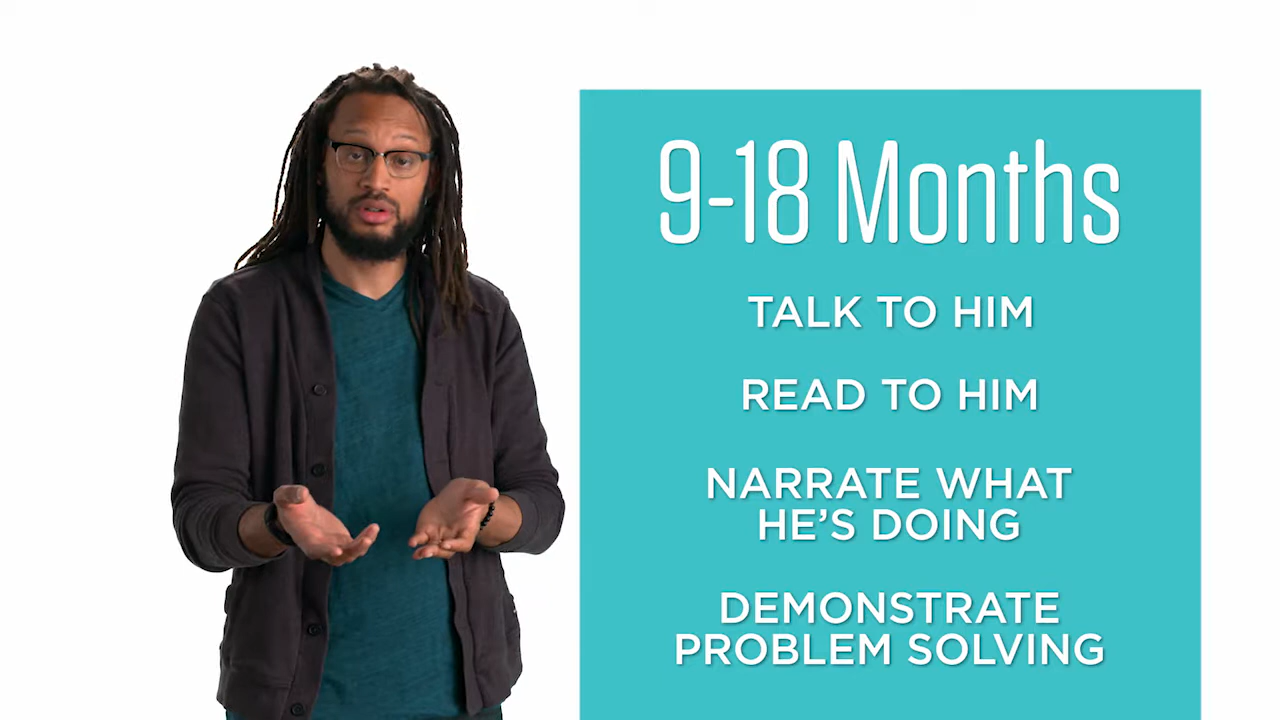 9-18 Months
TALK TO HIM
READ TO HIM
NARRATE WHAT
HE'S DOING
DEMONSTRATE
PROBLEM SOLVING